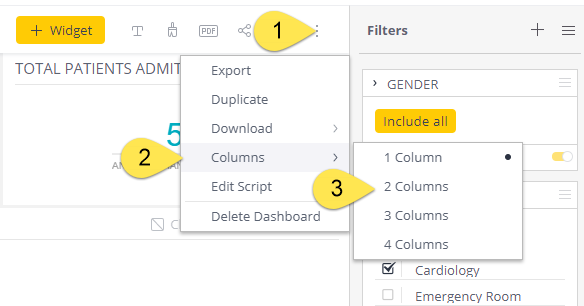 + Widget
T
PDF
1
Filters
TOTAL PATIENTS ADMIT
Export
GENDER
Duplicate
Include all
5
Download
2
Columns
1 Column
Edit Script
3
2 Columns
Delete Dashboard
3 Columns
4 Columns
Cardiology
Emergency Room